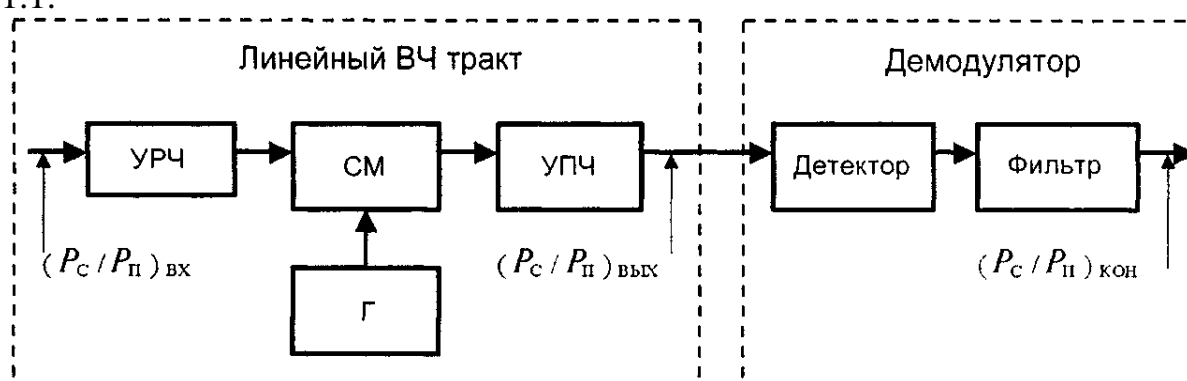 1.1.
Линейный ВЧ тракт
Демодулятор
УРЧ
СМ
УПЧ
Детектор
Фильтр
(Pс / Pп) вх
(Pс / Pп) вых
(Pс / Pп) кон
Г